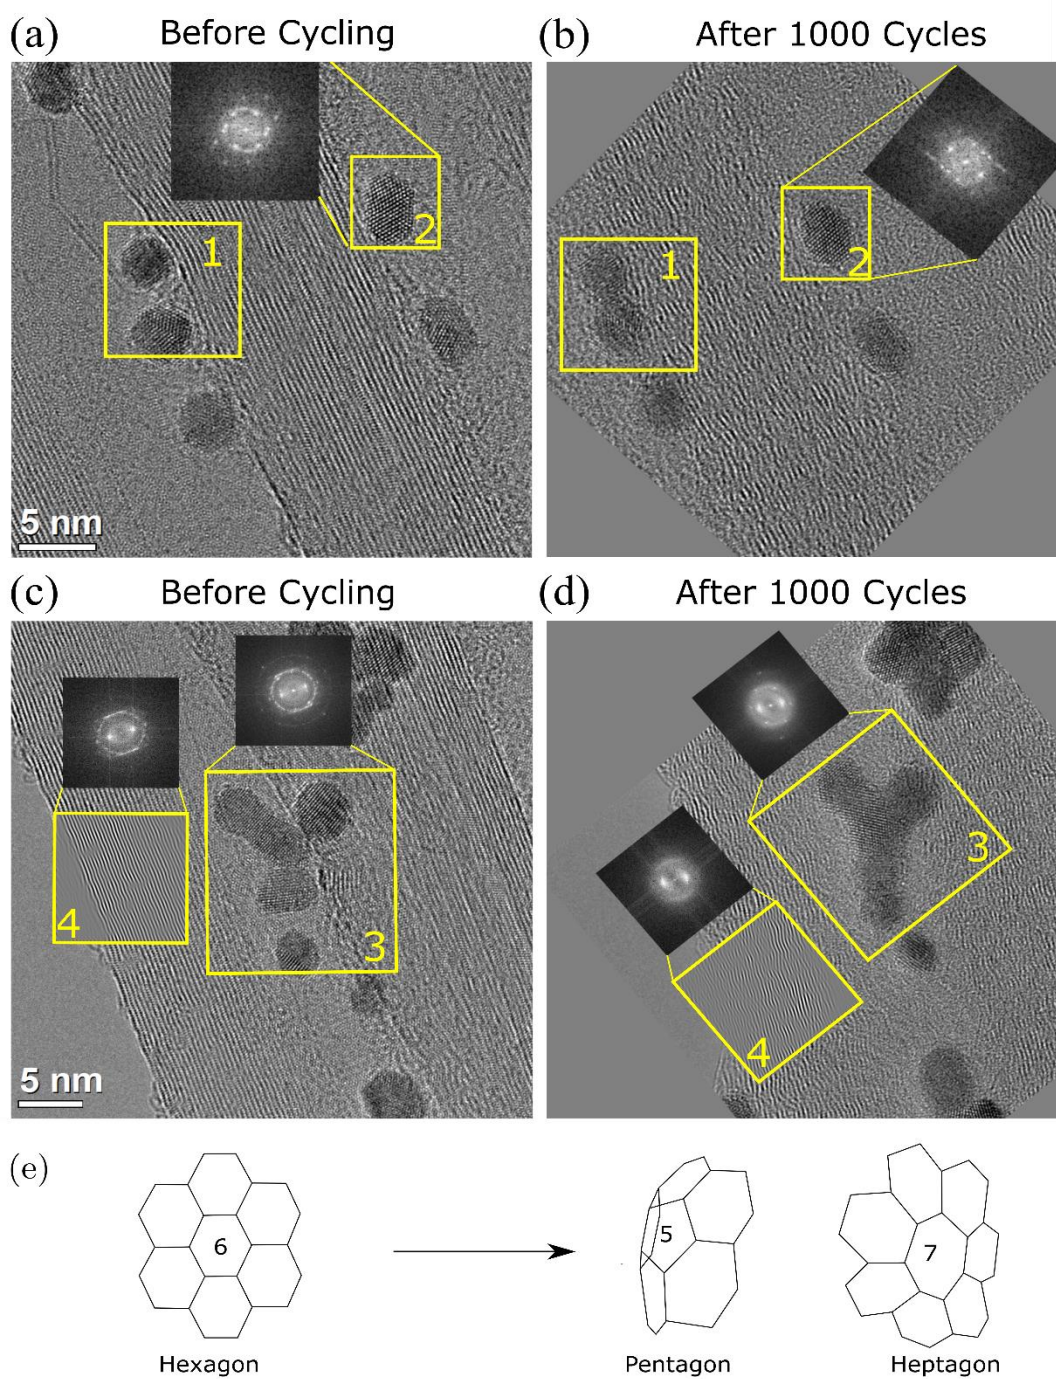 (a) Before Cycling
(b) After 1000 Cycles
1
2
5 nm
1
2
(c) Before Cycling
(d) After 1000 Cycles
4
3
5 nm
3
4
(e)
6
5
7
Hexagon
Pentagon
Heptagon